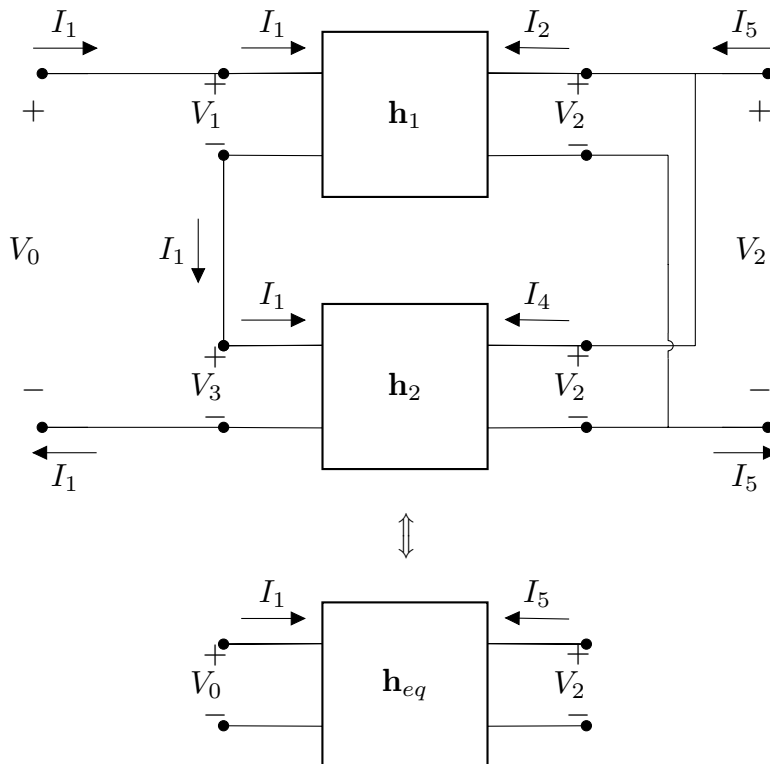 I₁ I₁ I₂ I₅
+ V₁ + − h₁ + V₂ − +
V₀ I₁ V₂
I₁ I₄
− + V₃ − h₂ + V₂ − −
I₁ I₅
⇕
I₁ I₅
+ V₀ − h_eq + V₂ −